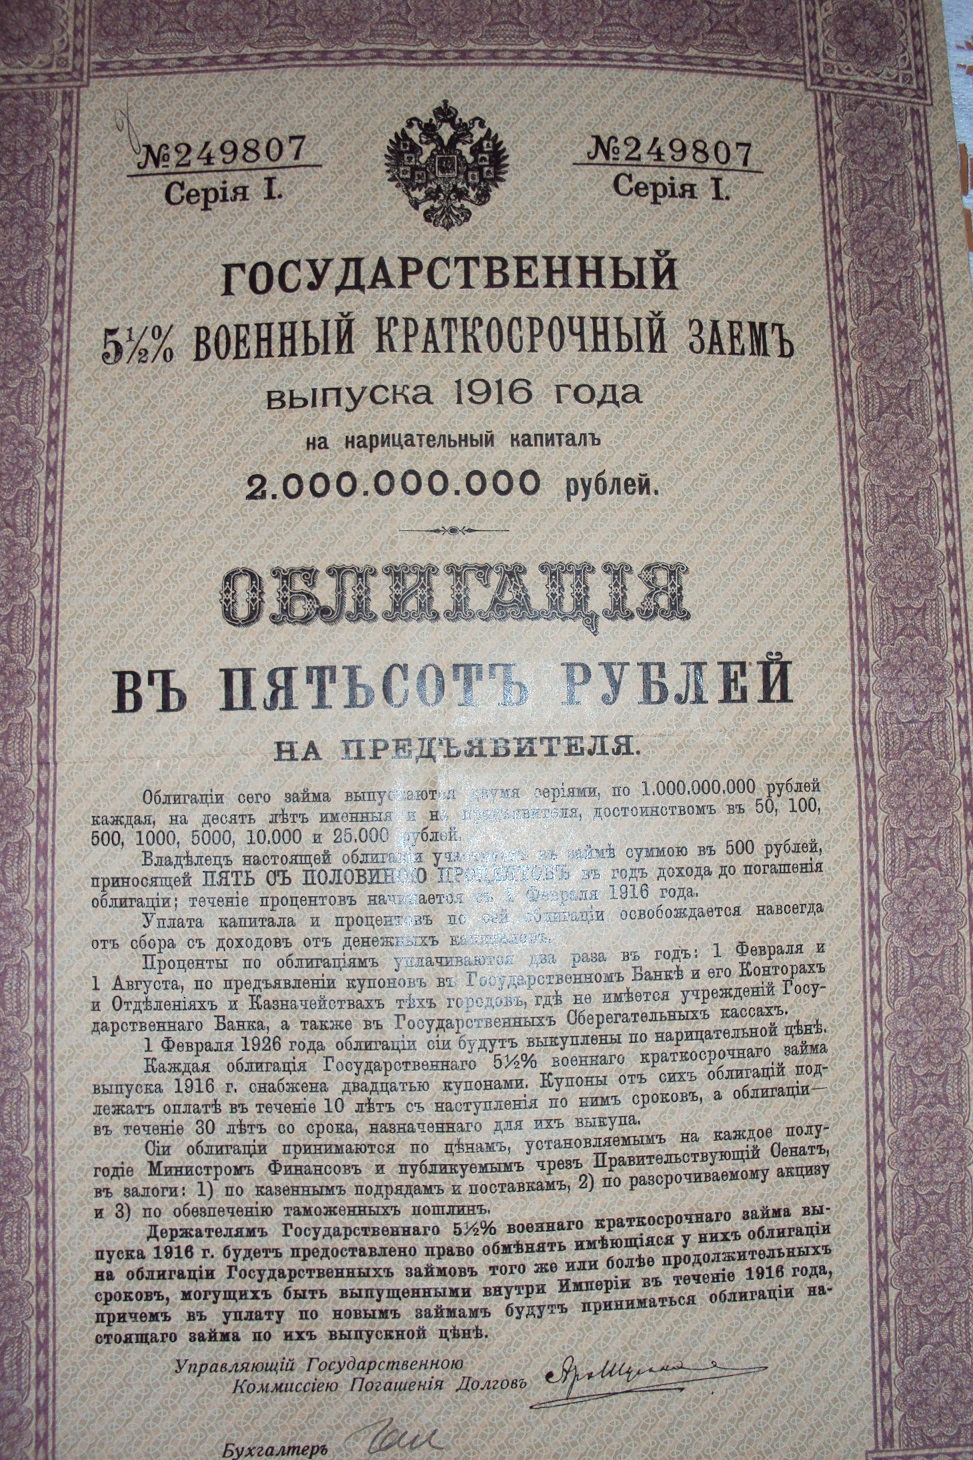 №249807 №249807
Серія I. Серія I.
ГОСУДАРСТВЕННЫЙ
5½% ВОЕННЫЙ КРАТКОСРОЧНЫЙ ЗАЕМЪ
выпуска 1916 года
на нарицательный капиталъ
2.000.000.000 рублей.
ОБЛИГАЦІЯ
ВЪ ПЯТЬСОТЪ РУБЛЕЙ
НА ПРЕДЪЯВИТЕЛЯ.
Облигаціи сего займа выпускаются двумя серіями, по 1.000,000,000 рублей
каждая, на десять лѣтъ именныя и на предъявителя, достоинствомъ въ 50, 100,
500, 1000, 5000, 10.000 и 25.000 рублей.
Владѣлецъ настоящей облигаціи участвуетъ въ займѣ суммою въ 500 рублей,
приносящей ПЯТЬ СЪ ПОЛОВИНОЮ ПРОЦЕНТОВЪ въ годъ дохода до погашенія
облигаціи; теченіе процентовъ начинается съ 1 Февраля 1916 года.
Уплата капитала и процентовъ по сей облигаціи освобождается навсегда
отъ сбора съ доходовъ отъ денежныхъ капиталовъ.
Проценты по облигаціямъ уплачиваются два раза въ годъ: 1 Февраля и
1 Августа, по предъявленіи купоновъ въ Государственномъ Банкѣ и его Конторахъ
и Отдѣленіяхъ и Казначействахъ тѣхъ городовъ, гдѣ не имѣется учрежденій Госу-
дарственнаго Банка, а также въ Государственныхъ Сберегательныхъ кассахъ.
1 Февраля 1926 года облигаціи сіи будутъ выкуплены по нарицательной цѣнѣ.
Каждая облигація Государственнаго 5½% военнаго краткосрочнаго займа
выпуска 1916 г. снабжена двадцатью купонами. Купоны отъ сихъ облигацій под-
лежатъ оплатѣ въ теченіе 10 лѣтъ съ наступленія по нимъ сроковъ, а облигаціи—
въ теченіе 30 лѣтъ со срока, назначеннаго для ихъ выкупа.
Сіи облигаціи принимаются по цѣнамъ, установляемымъ на каждое полу-
годіе Министромъ Финансовъ и публикуемымъ чрезъ Правительствующій Сенатъ,
въ залоги: 1) по казеннымъ подрядамъ и поставкамъ, 2) по разсрочиваемому акцизу
и 3) по обезпеченію таможенныхъ пошлинъ.
Держателямъ Государственнаго 5½% военнаго краткосрочнаго займа вы-
пуска 1916 г. будетъ предоставлено право обмѣнять имѣющіяся у нихъ облигаціи
на облигаціи Государственныхъ займовъ того же или болѣе продолжительныхъ
сроковъ, могущихъ быть выпущенными внутри Имперіи въ теченіе 1916 года,
причемъ въ уплату по новымъ займамъ будутъ приниматься облигаціи на-
стоящаго займа по ихъ выпускной цѣнѣ.
Управляющій Государственною
Коммиссіею Погашенія Долговъ
Бухгалтеръ